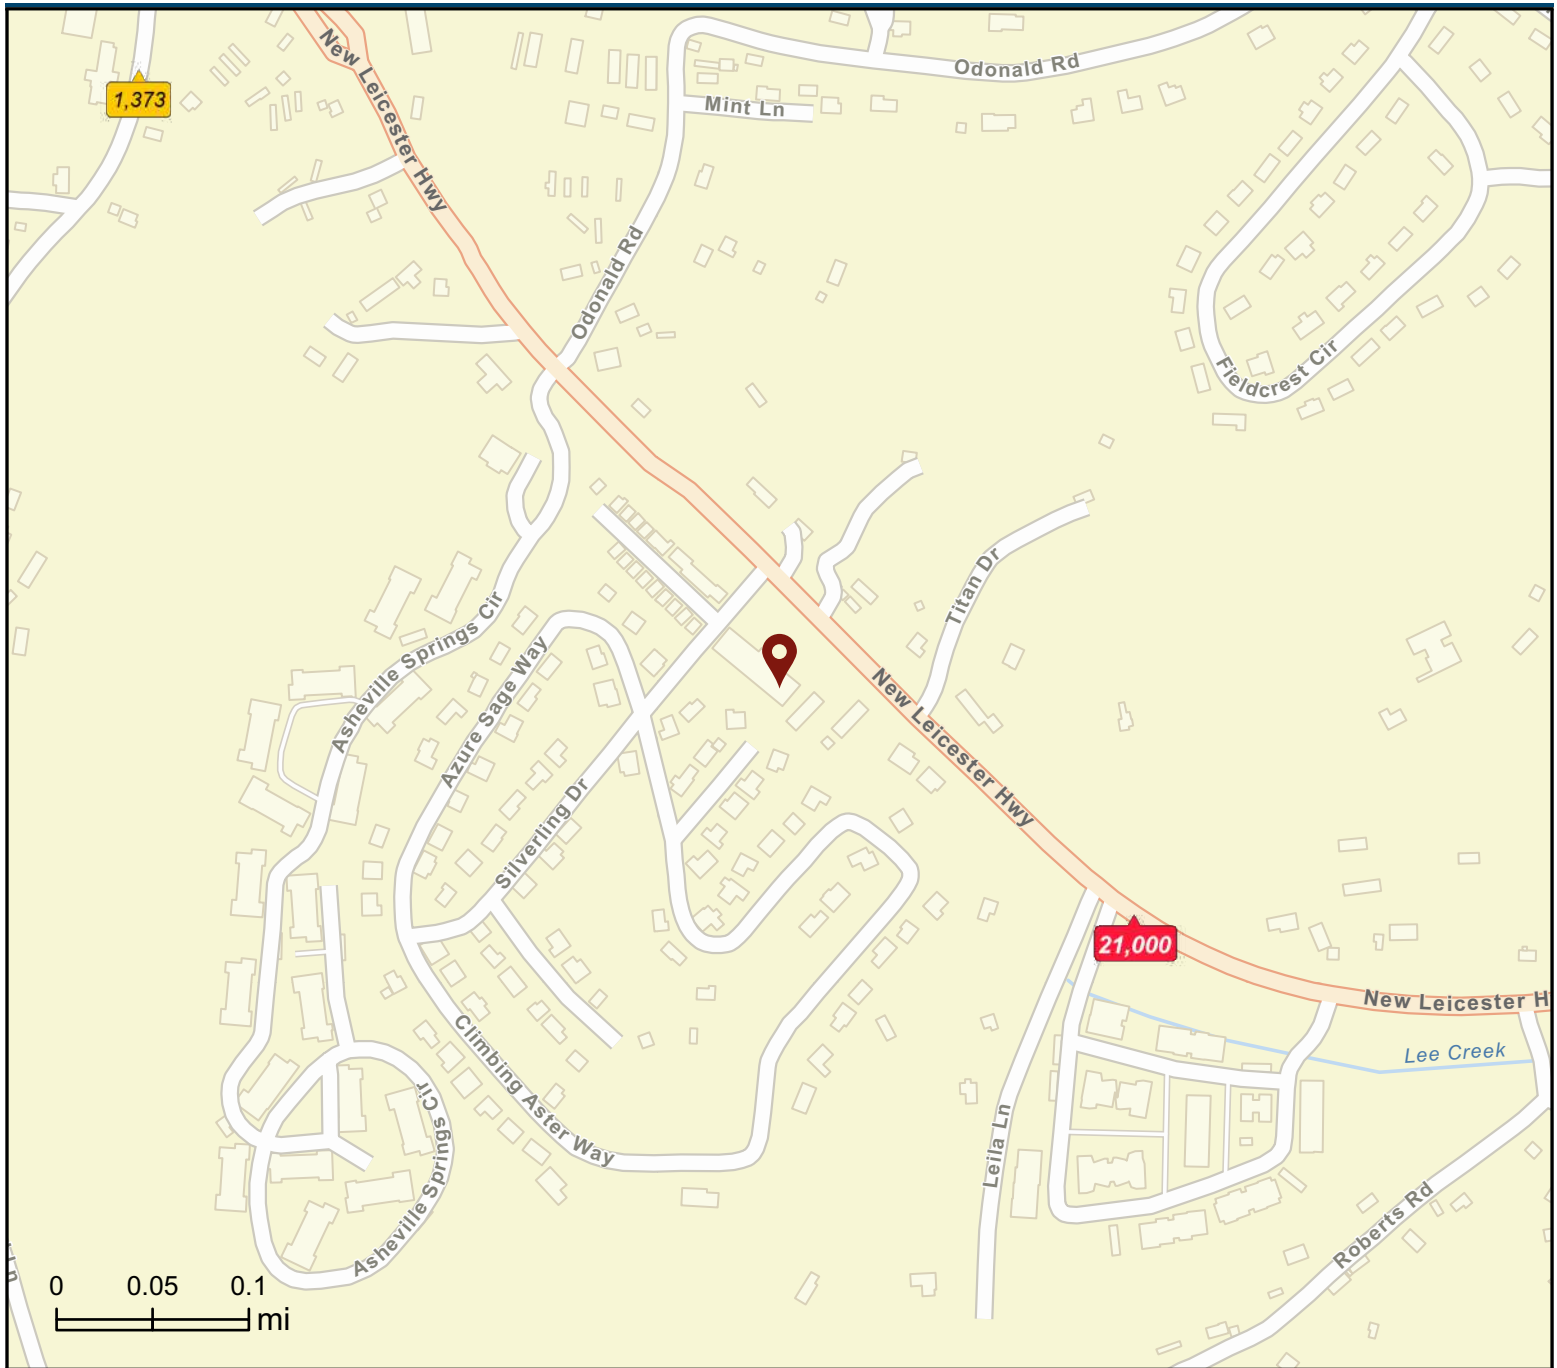 New Leicester Hwy
Odonald Rd
1,373
Mint Ln
Odonald Rd
Fieldcrest Cir
Titan Dr
Asheville Springs Cir
Azure Sage Way
New Leicester Hwy
Silverling Dr
21,000
New Leicester H
Climbing Aster Way
Lee Creek
Asheville Springs Cir
Leila Ln
Roberts Rd
0 0.05 0.1
mi